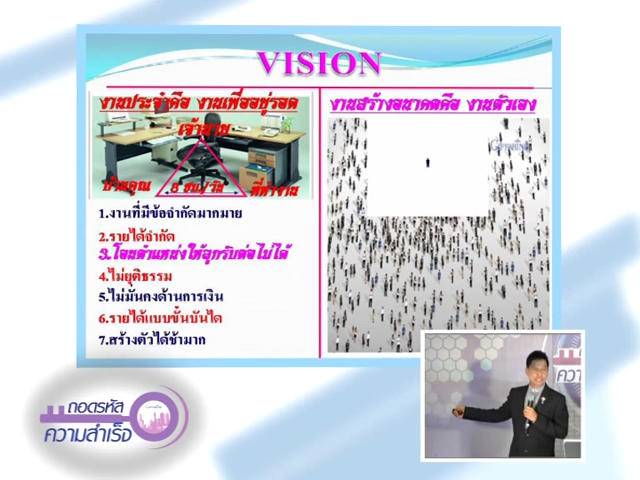 VISION
งานประจำคือ งานเพื่ออยู่รอด
เจ้านาย
บ้านคุณ
8 ชม./วัน
ที่ทำงาน
1.งานที่มีข้อจำกัดมากมาย
2.รายได้จำกัด
3.โอนตำแหน่งให้ลูกรับต่อไม่ได้
4.ไม่ยุติธรรม
5.ไม่มั่นคงด้านการเงิน
6.รายได้แบบขั้นบันได
7.สร้างตัวได้ช้ามาก
งานสร้างอนาคตคือ งานตัวเอง
ถอดรหัส
ความสำเร็จ